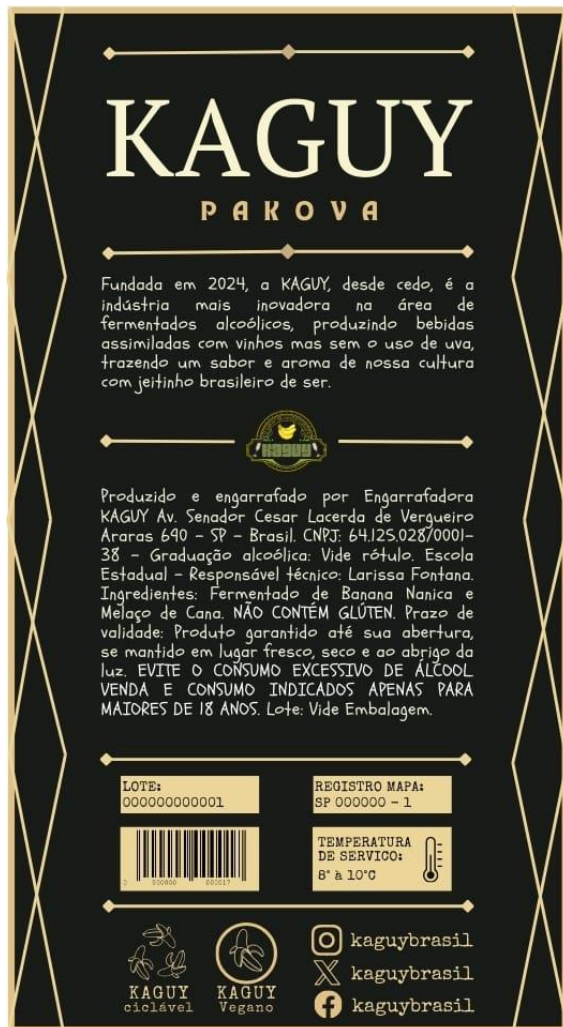 KAGUY
PAKOVA
Fundada em 2024, a KAGUY, desde cedo, é a
indústria mais inovadora na área de
fermentados alcoólicos, produzindo bebidas
assimiladas com vinhos mas sem o uso de uva,
trazendo um sabor e aroma de nossa cultura
com jeitinho brasileiro de ser.
KAGUY
Produzido e engarrafado por Engarrafadora
KAGUY Av. Senador Cesar Lacerda de Vergueiro
Araras 640 - SP - Brasil. CNPJ: 64.125.028/0001-
38 - Graduação alcoólica: Vide rótulo. Escola
Estadual - Responsável técnico: Larissa Fontana.
Ingredientes: Fermentado de Banana Nanica e
Melaço de Cana. NÃO CONTÉM GLÚTEN. Prazo de
validade: Produto garantido até sua abertura,
se mantido em lugar fresco, seco e ao abrigo da
luz. EVITE O CONSUMO EXCESSIVO DE ÁLCOOL
VENDA E CONSUMO INDICADOS APENAS PARA
MAIORES DE 18 ANOS. Lote: Vide Embalagem.
LOTE:
000000000001
REGISTRO MAPA:
SP 000000 - 1
0 000000 000017
TEMPERATURA
DE SERVICO:
8° à 10°C
KAGUY
ciclável
KAGUY
Vegano
kaguybrasil
kaguybrasil
kaguybrasil